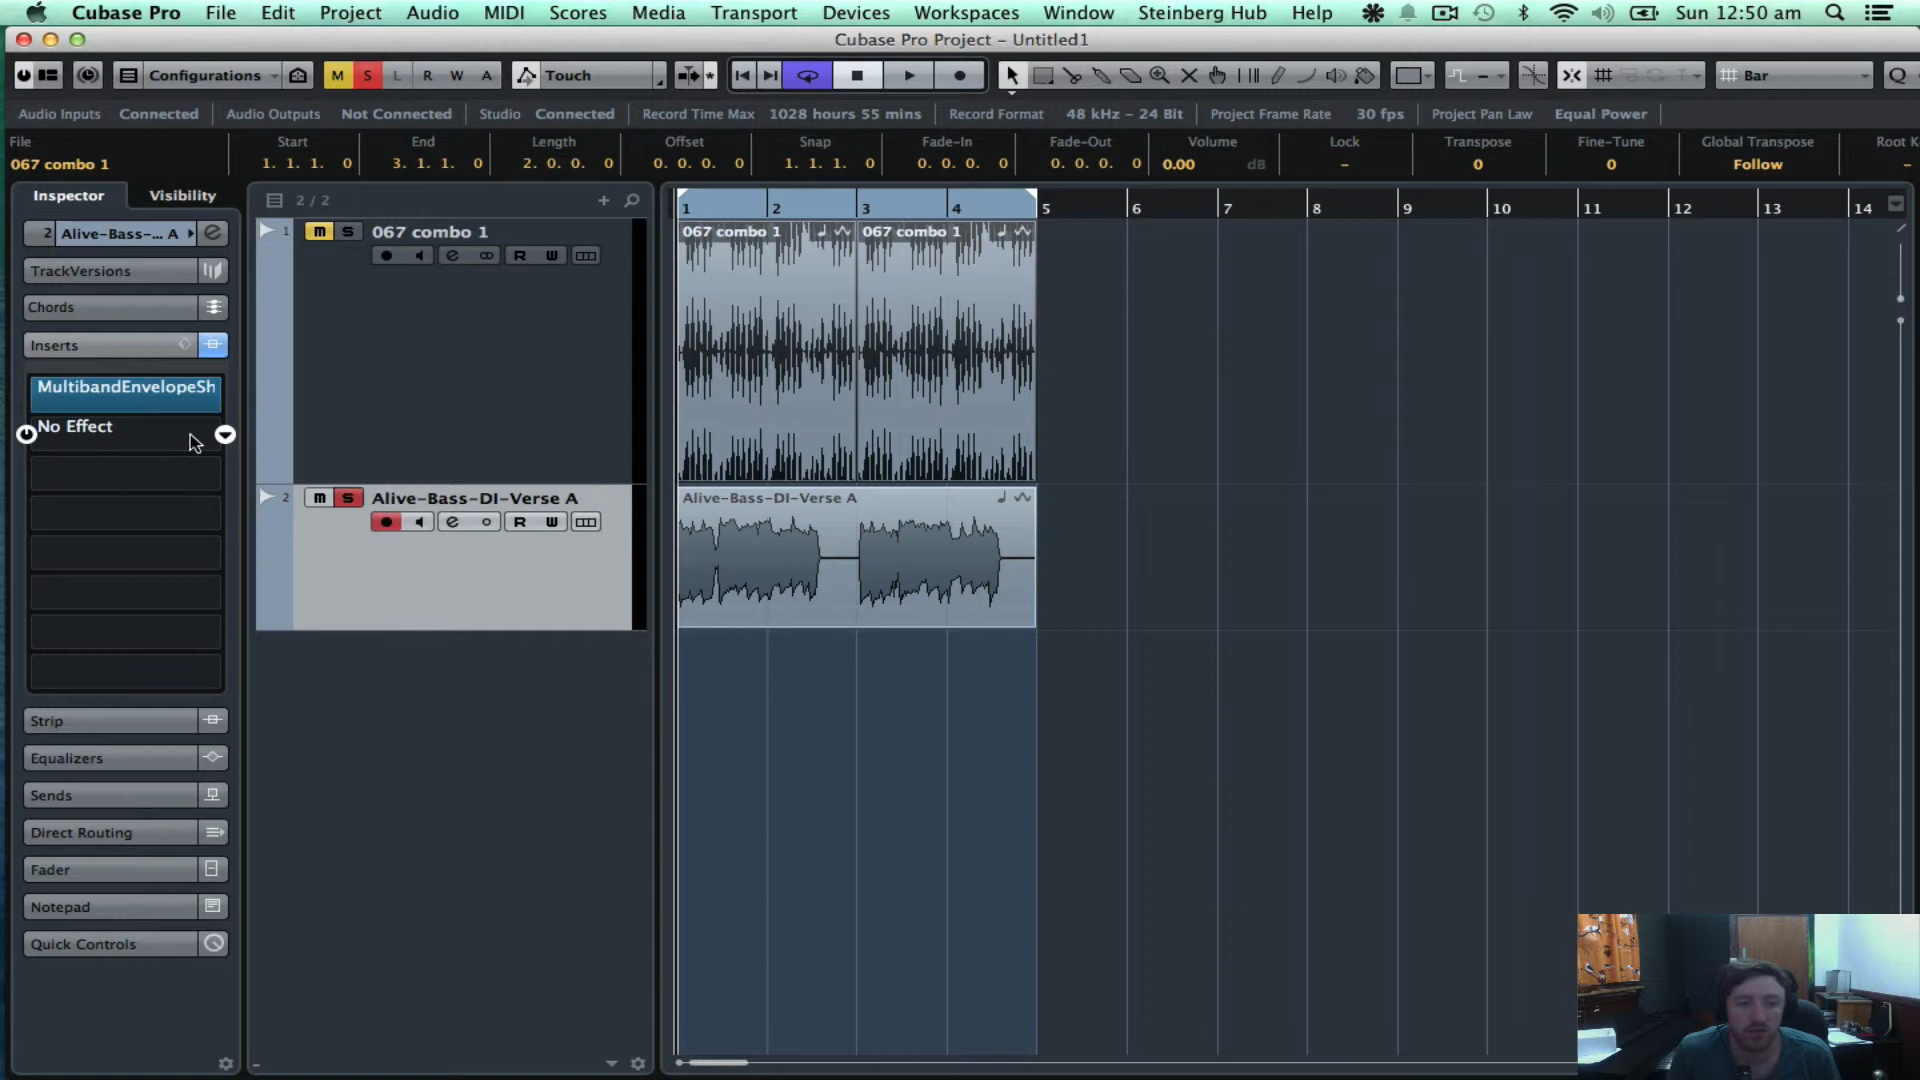 Cubase Pro File Edit Project Audio MIDI Scores Media Transport Devices Workspaces Window Steinberg Hub Help Sun 12:50 am
Cubase Pro Project - Untitled1
Configurations M S L R W A Touch Bar Q
Audio Inputs Connected Audio Outputs Not Connected Studio Connected Record Time Max 1028 hours 55 mins Record Format 48 kHz - 24 Bit Project Frame Rate 30 fps Project Pan Law Equal Power
File Start End Length Offset Snap Fade-In Fade-Out Volume Lock Transpose Fine-Tune Global Transpose Root K
067 combo 1 1. 1. 1. 0 3. 1. 1. 0 2. 0. 0. 0 0. 0. 0. 0 1. 1. 1. 0 0. 0. 0. 0 0. 0. 0. 0 0.00 dB - 0 0 Follow -
Inspector Visibility 2 / 2
1 2 3 4 5 6 7 8 9 10 11 12 13 14
2 Alive-Bass-... A e
1 m S 067 combo 1 067 combo 1 067 combo 1
e R W
TrackVersions
Chords
Inserts
MultibandEnvelopeSh
No Effect
2 m S Alive-Bass-DI-Verse A Alive-Bass-DI-Verse A
e R W
Strip
Equalizers
Sends
Direct Routing
Fader
Notepad
Quick Controls